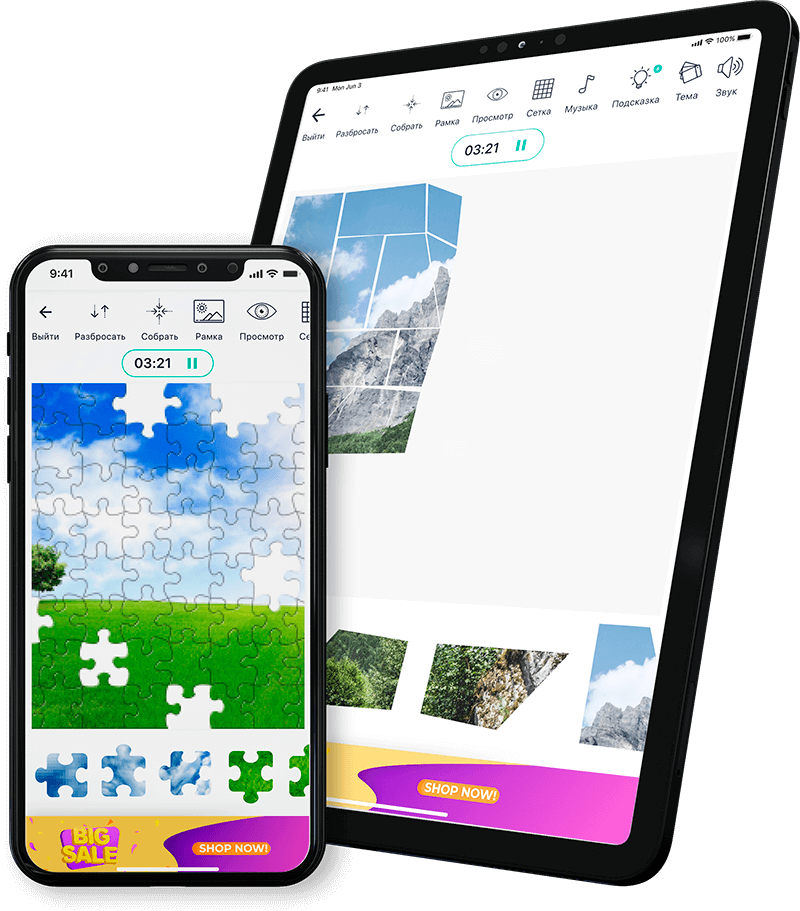 9:41 Mon Jun 3
100%
Выйти Разбросать Собрать Рамка Просмотр Сетка Музыка Подсказка Тема Звук
03:21
SHOP NOW!
9:41
Выйти Разбросать Собрать Рамка Просмотр
03:21
BIG
SALE
SHOP NOW!